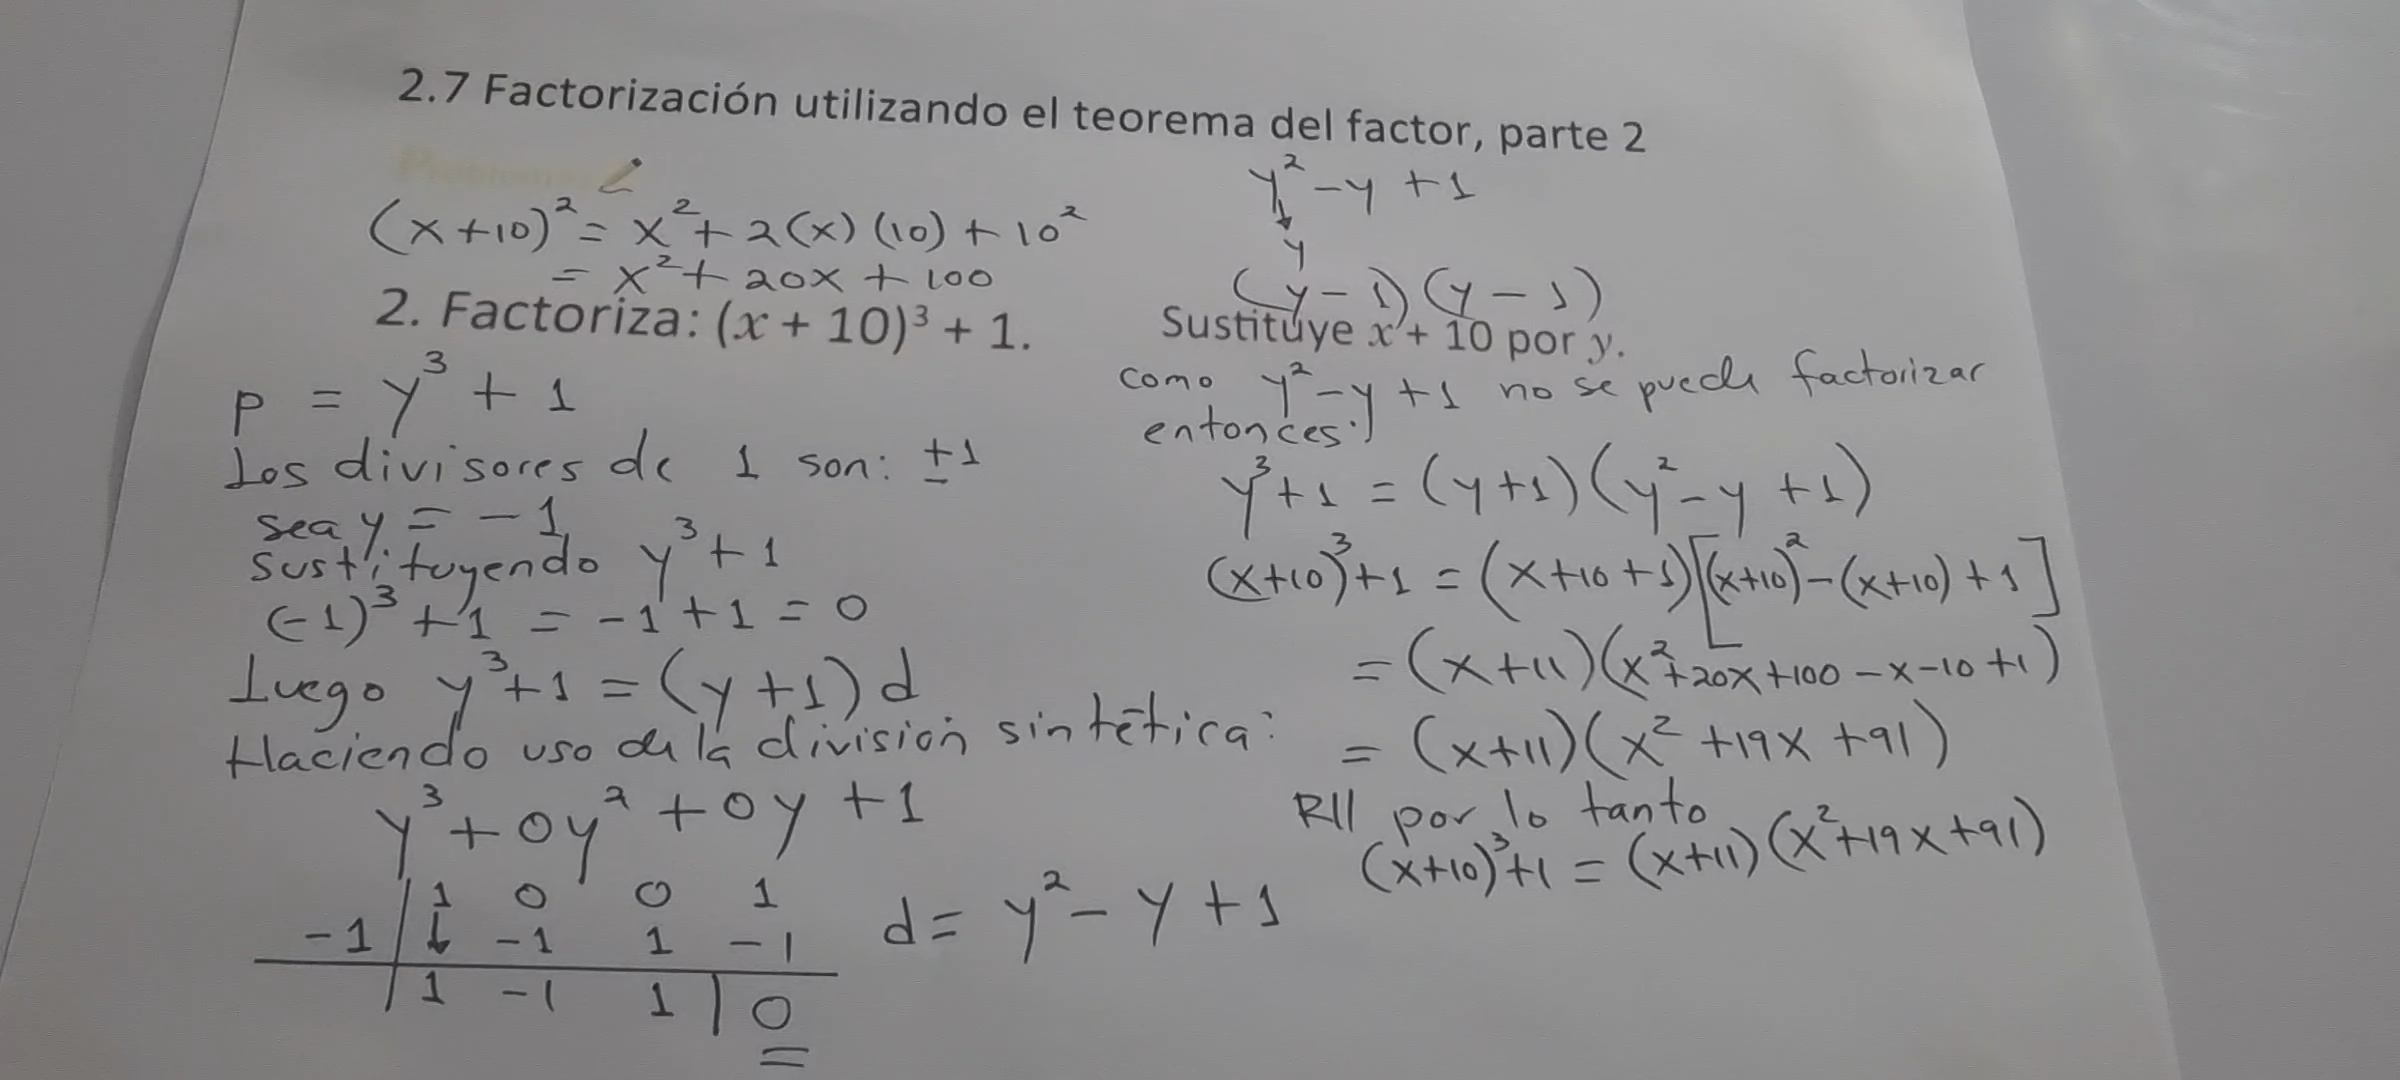 2.7 Factorización utilizando el teorema del factor, parte 2
(x+10)² = x² + 2(x)(10) + 10²
= x² + 20x + 100
2. Factoriza: (x + 10)³ + 1.
p = y³ + 1
Los divisores de 1 son: ±1
sea y = -1
Sustituyendo y³ + 1
(-1)³ + 1 = -1 + 1 = 0
Luego y³+1 = (y+1) d
Haciendo uso de la división sintética:
y³ + 0y² + 0y + 1
1 0 0 1
-1 ↓ -1 1 -1
1 -1 1 0
d = y² - y + 1
y² - y + 1
y
(y - 1)(y - 1)
Sustituye x + 10 por y.
como y² - y + 1 no se puede factorizar
entonces:
y³+1 = (y+1)(y² - y + 1)
(x+10)³+1 = (x+10+1)[(x+10)² - (x+10) + 1]
= (x+11)(x²+20x+100 - x - 10 + 1)
= (x+11)(x² + 19x + 91)
R// por lo tanto
(x+10)³+1 = (x+11)(x²+19x+91)